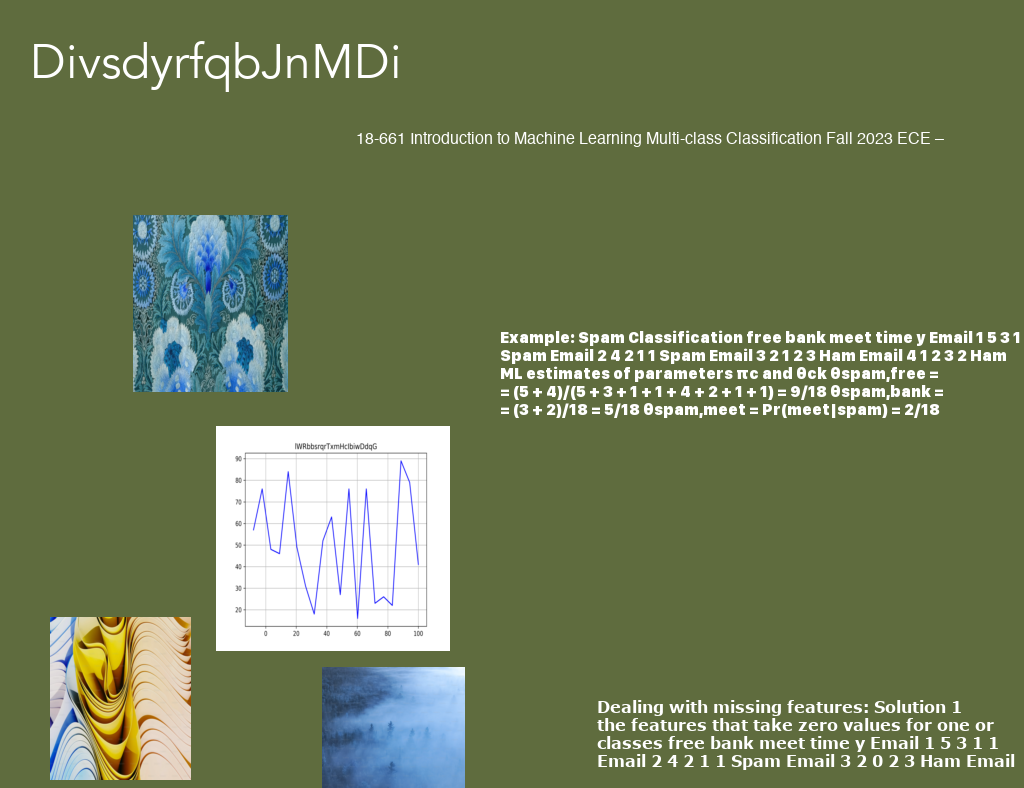 DivsdyrfqbJnMDi
18-661 Introduction to Machine Learning Multi-class Classification Fall 2023 ECE –
Example: Spam Classification free bank meet time y Email 1 5 3 1
Spam Email 2 4 2 1 1 Spam Email 3 2 1 2 3 Ham Email 4 1 2 3 2 Ham
ML estimates of parameters πc and θck θspam,free =
= (5 + 4)/(5 + 3 + 1 + 1 + 4 + 2 + 1 + 1) = 9/18 θspam,bank =
= (3 + 2)/18 = 5/18 θspam,meet = Pr(meet|spam) = 2/18
lWRbbsrqrTxmHclbiwDdqG
90
80
70
60
50
40
30
20
0 20 40 60 80 100
Dealing with missing features: Solution 1
the features that take zero values for one or
classes free bank meet time y Email 1 5 3 1 1
Email 2 4 2 1 1 Spam Email 3 2 0 2 3 Ham Email